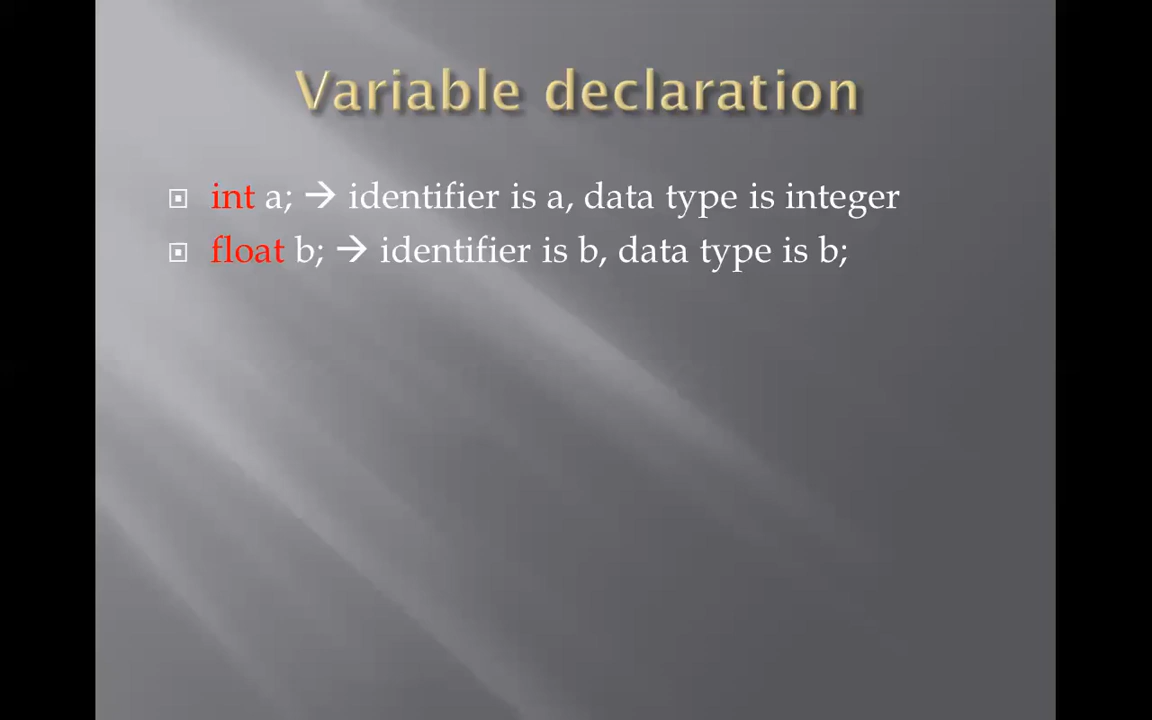 Variable declaration
int a; → identifier is a, data type is integer
float b; → identifier is b, data type is b;